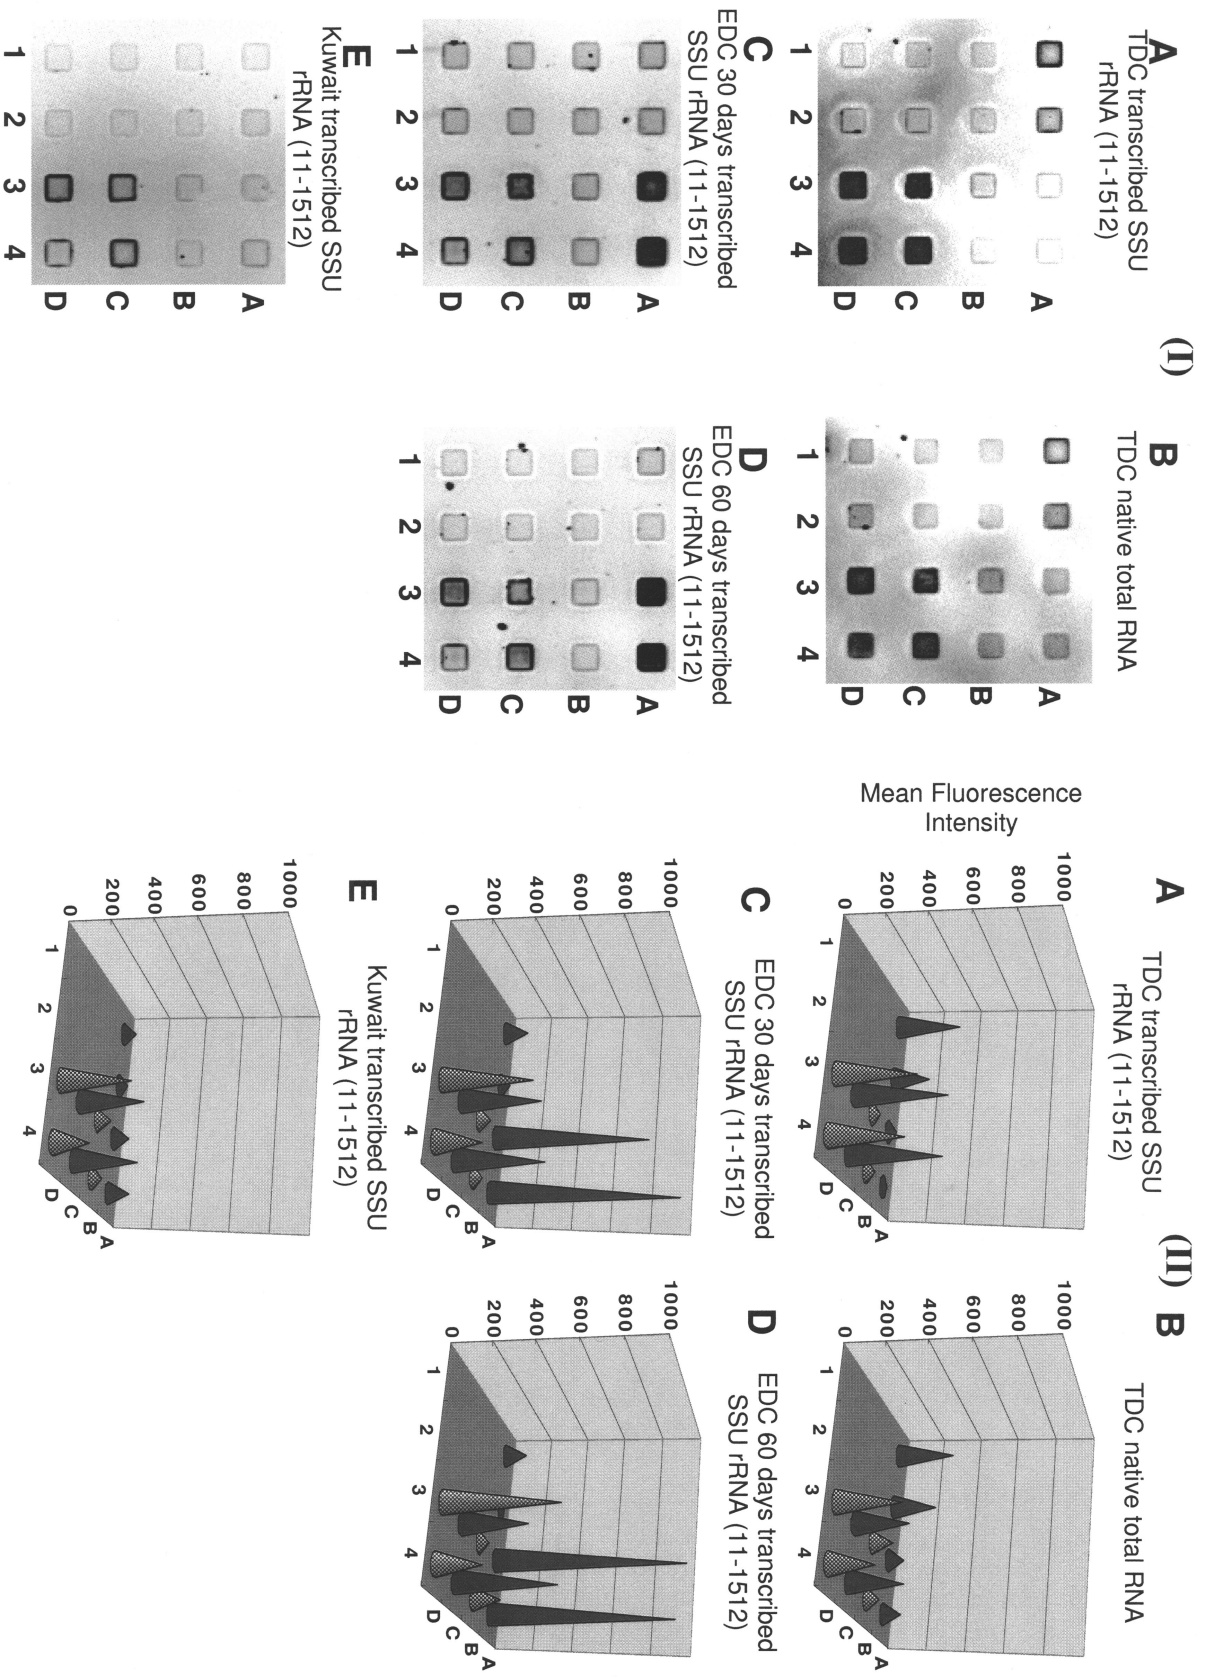 (I)
A
TDC transcribed SSU
rRNA (11-1512)
1 2 3 4
A
B
C
D
B
TDC native total RNA
1 2 3 4
A
B
C
D
C
EDC 30 days transcribed
SSU rRNA (11-1512)
1 2 3 4
A
B
C
D
D
EDC 60 days transcribed
SSU rRNA (11-1512)
1 2 3 4
A
B
C
D
E
Kuwait transcribed SSU
rRNA (11-1512)
1 2 3 4
A
B
C
D
(II)
Mean Fluorescence
Intensity
A
TDC transcribed SSU
rRNA (11-1512)
1000
800
600
400
200
0
1 2 3 4
A
B
C
D
B
TDC native total RNA
1000
800
600
400
200
0
1 2 3 4
A
B
C
D
C
EDC 30 days transcribed
SSU rRNA (11-1512)
1000
800
600
400
200
0
1 2 3 4
A
B
C
D
D
EDC 60 days transcribed
SSU rRNA (11-1512)
1000
800
600
400
200
0
1 2 3 4
A
B
C
D
E
Kuwait transcribed SSU
rRNA (11-1512)
1000
800
600
400
200
0
1 2 3 4
A
B
C
D